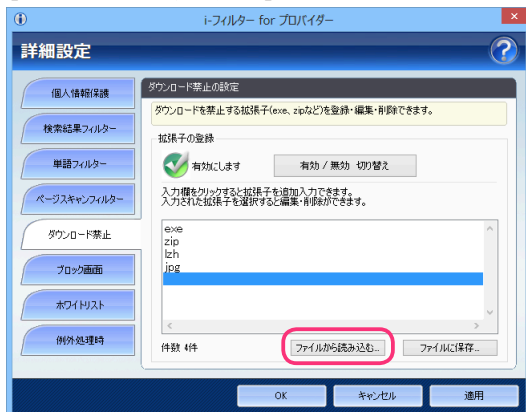 i-フィルター for プロバイダー
詳細設定
個人情報保護
検索結果フィルター
単語フィルター
ページスキャンフィルター
ダウンロード禁止
ブロック画面
ホワイトリスト
例外処理時
ダウンロード禁止の設定
ダウンロードを禁止する拡張子(exe、zipなど)を登録・編集・削除できます。
拡張子の登録
有効にします
有効 / 無効 切り替え
入力欄をクリックすると拡張子を追加入力できます。
入力された拡張子を選択すると編集・削除ができます。
exe
zip
lzh
jpg
件数 4件
ファイルから読み込む...
ファイルに保存...
OK
キャンセル
適用